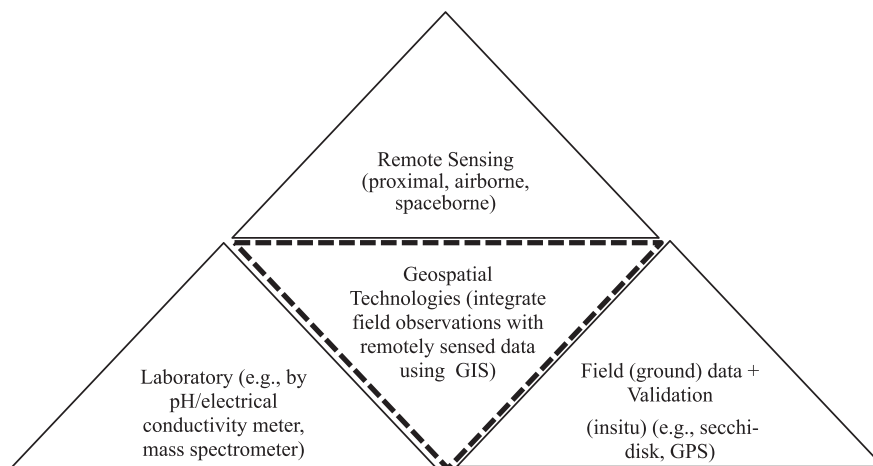 Remote Sensing
(proximal, airborne,
spaceborne)
Geospatial
Technologies (integrate
field observations with
remotely sensed data
using GIS)
Laboratory (e.g., by
pH/electrical
conductivity meter,
mass spectrometer)
Field (ground) data +
Validation
(insitu) (e.g., secchi-
disk, GPS)